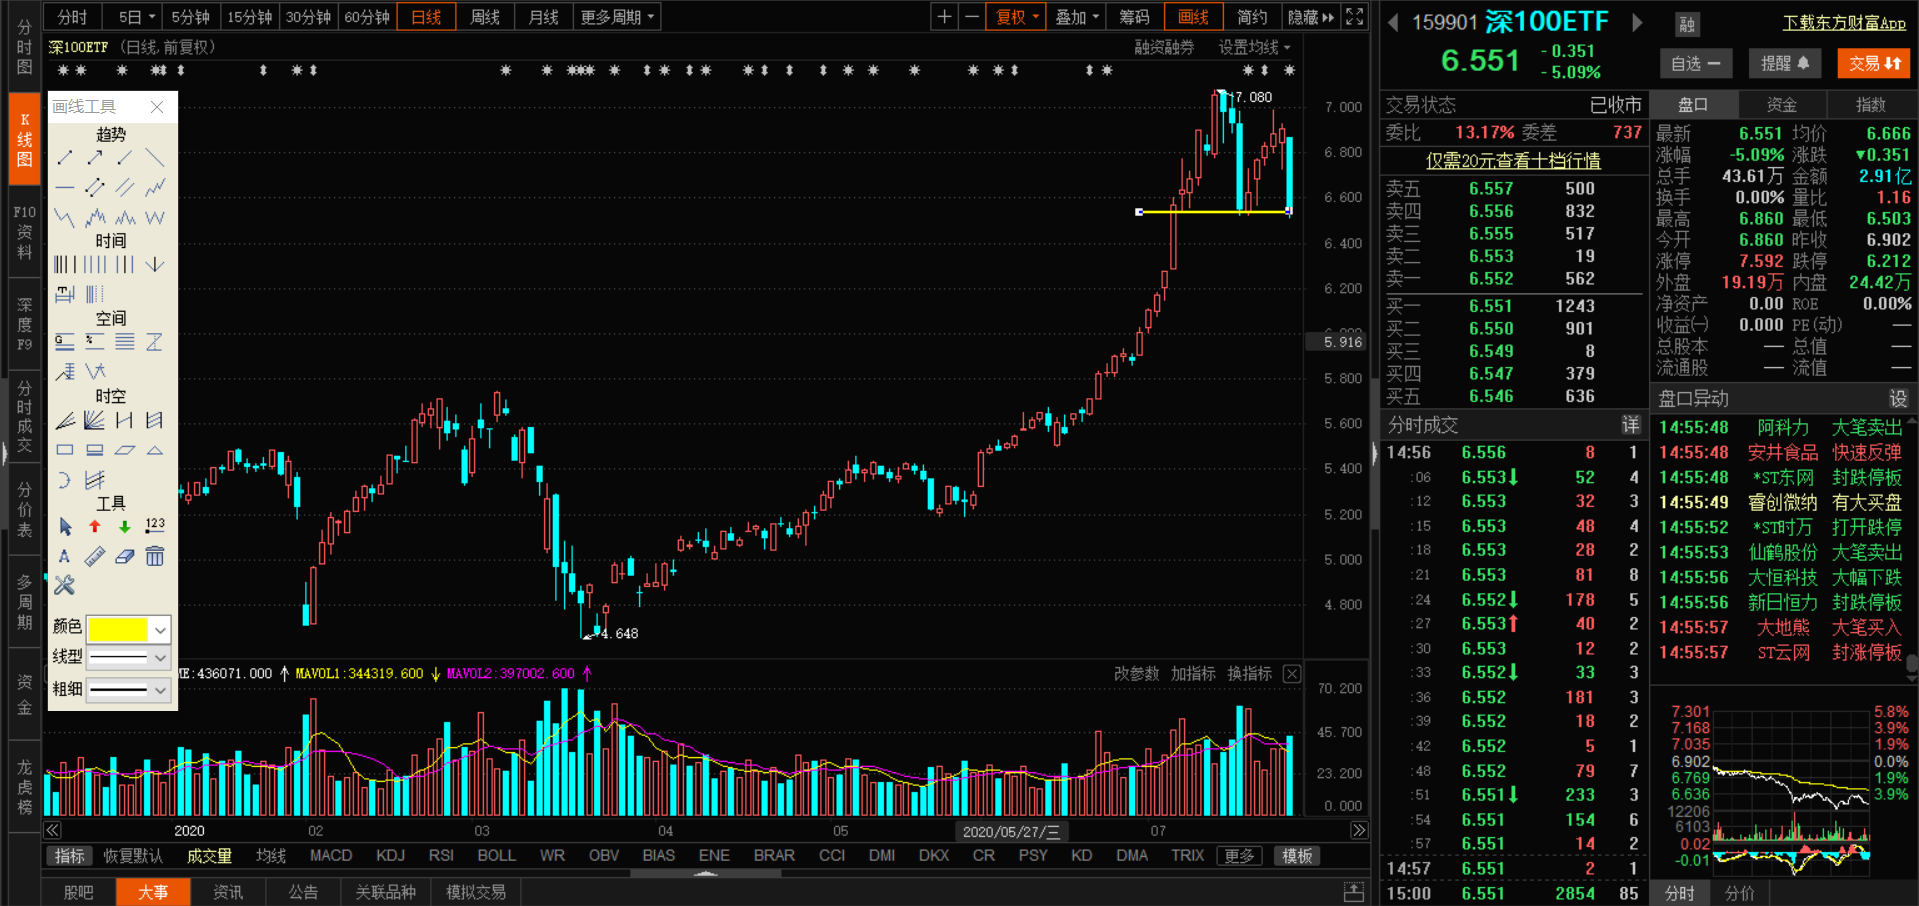 分时 5日 5分钟 15分钟 30分钟 60分钟 日线 周线 月线 更多周期 复权 叠加 筹码 画线 简约 隐藏
深100ETF (日线,前复权) 融资融券 设置均线
分时图
K线图
F10资料
深度F9
分时成交
分价表
多周期
资金
龙虎榜
画线工具
趋势
时间
空间
时空
工具
123
A
颜色
线型
粗细
7.080
4.648
7.000
6.800
6.600
6.400
6.200
5.916
5.800
5.600
5.400
5.200
5.000
4.800
ME:436071.000 MAVOL1:344319.600 MAVOL2:397002.600 改参数 加指标 换指标
70.200
45.700
23.200
0.000
2020 02 03 04 05 2020/05/27/三 07
指标 恢复默认 成交量 均线 MACD KDJ RSI BOLL WR OBV BIAS ENE BRAR CCI DMI DKX CR PSY KD DMA TRIX 更多 模板
股吧 大事 资讯 公告 关联品种 模拟交易
159901 深100ETF 融 下载东方财富App
6.551 -0.351 -5.09% 自选 提醒 交易
交易状态 已收市
委比 13.17% 委差 737
仅需20元查看十档行情
卖五 6.557 500
卖四 6.556 832
卖三 6.555 517
卖二 6.553 19
卖一 6.552 562
买一 6.551 1243
买二 6.550 901
买三 6.549 8
买四 6.547 379
买五 6.546 636
分时成交 详
14:56 6.556 8 1
:06 6.553 52 4
:12 6.553 32 3
:15 6.553 48 4
:18 6.553 28 2
:21 6.553 81 8
:24 6.552 178 5
:27 6.553 40 2
:30 6.553 12 2
:33 6.552 33 3
:36 6.552 181 3
:39 6.552 18 2
:42 6.552 5 1
:48 6.552 79 7
:51 6.551 233 3
:54 6.551 154 6
:57 6.551 14 2
14:57 6.551 2 1
15:00 6.551 2854 85
盘口 资金 指数
最新 6.551 均价 6.666
涨幅 -5.09% 涨跌 ▼0.351
总手 43.61万 金额 2.91亿
换手 0.00% 量比 1.16
最高 6.860 最低 6.503
今开 6.860 昨收 6.902
涨停 7.592 跌停 6.212
外盘 19.19万 内盘 24.42万
净资产 0.00 ROE 0.00%
收益(一) 0.000 PE(动) —
总股本 — 总值 —
流通股 — 流值 —
盘口异动 设
14:55:48 阿科力 大笔卖出
14:55:48 安井食品 快速反弹
14:55:48 *ST东网 封跌停板
14:55:49 睿创微纳 有大买盘
14:55:52 *ST时万 打开跌停
14:55:53 仙鹤股份 大笔卖出
14:55:56 大恒科技 大幅下跌
14:55:56 新日恒力 封跌停板
14:55:57 大地熊 大笔买入
14:55:57 ST云网 封涨停板
7.301 5.8%
7.168 3.9%
7.035 1.9%
6.902 0.0%
6.769 1.9%
6.636 3.9%
12206
6103
0.02
-0.01
分时 分价